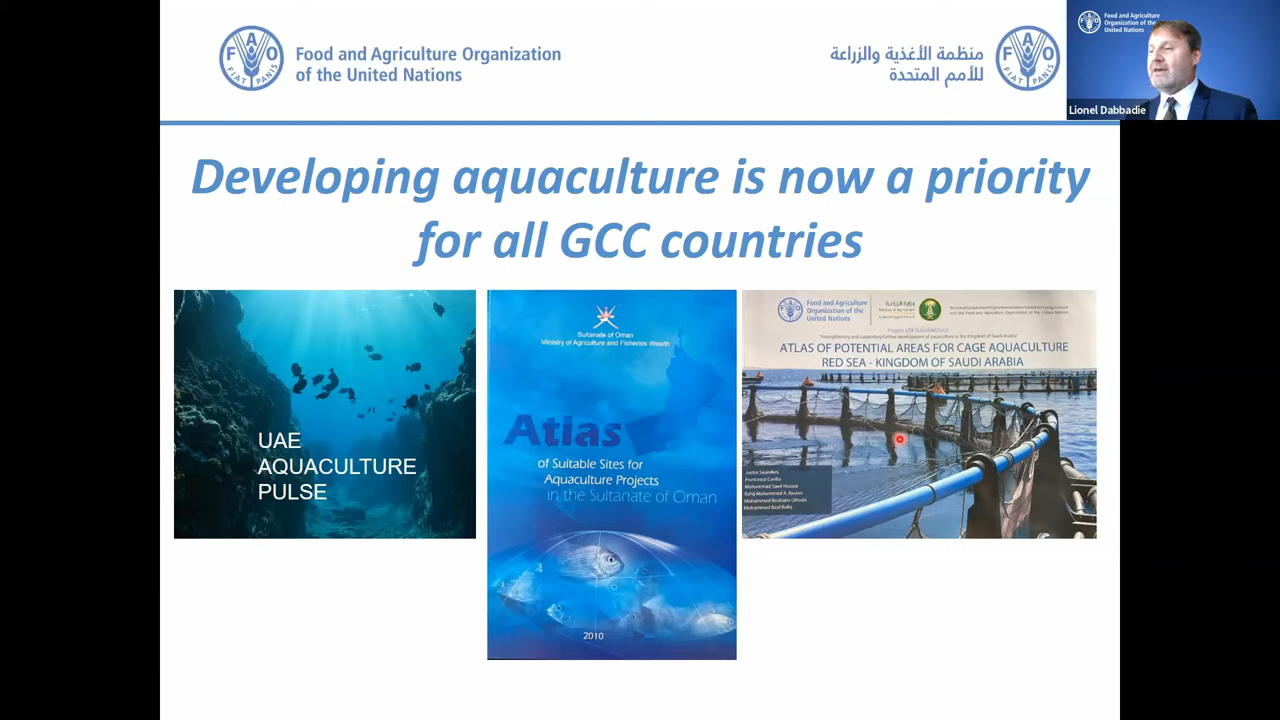 Food and Agriculture Organization
of the United Nations
منظمة الأغذية والزراعة
للأمم المتحدة
Food and Agriculture
Organization of the
United Nations
Lionel Dabbadie
Developing aquaculture is now a priority
for all GCC countries
UAE
AQUACULTURE
PULSE
Sultanate of Oman
Ministry of Agriculture and Fisheries Wealth
Atlas
of Suitable Sites for
Aquaculture Projects
in the Sultanate of Oman
2010
Food and Agriculture
Organization of the
United Nations
ATLAS OF POTENTIAL AREAS FOR CAGE AQUACULTURE
RED SEA - KINGDOM OF SAUDI ARABIA